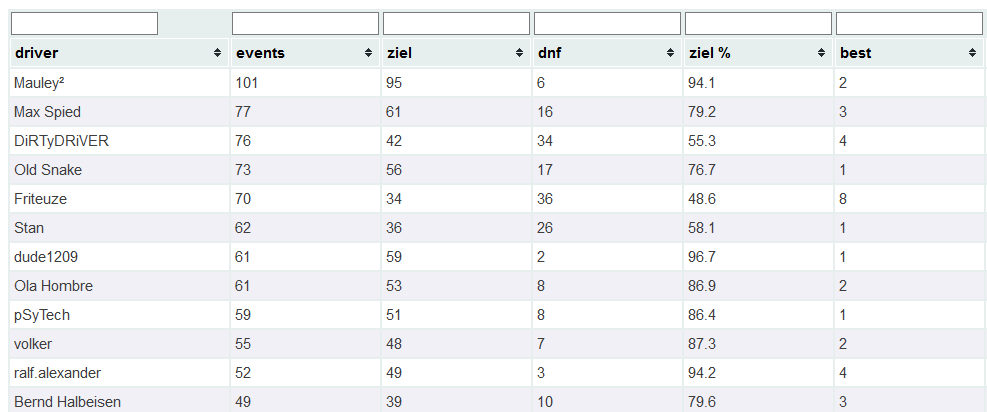 driver events ziel dnf ziel % best
Mauley² 101 95 6 94.1 2
Max Spied 77 61 16 79.2 3
DiRTyDRiVER 76 42 34 55.3 4
Old Snake 73 56 17 76.7 1
Friteuze 70 34 36 48.6 8
Stan 62 36 26 58.1 1
dude1209 61 59 2 96.7 1
Ola Hombre 61 53 8 86.9 2
pSyTech 59 51 8 86.4 1
volker 55 48 7 87.3 2
ralf.alexander 52 49 3 94.2 4
Bernd Halbeisen 49 39 10 79.6 3